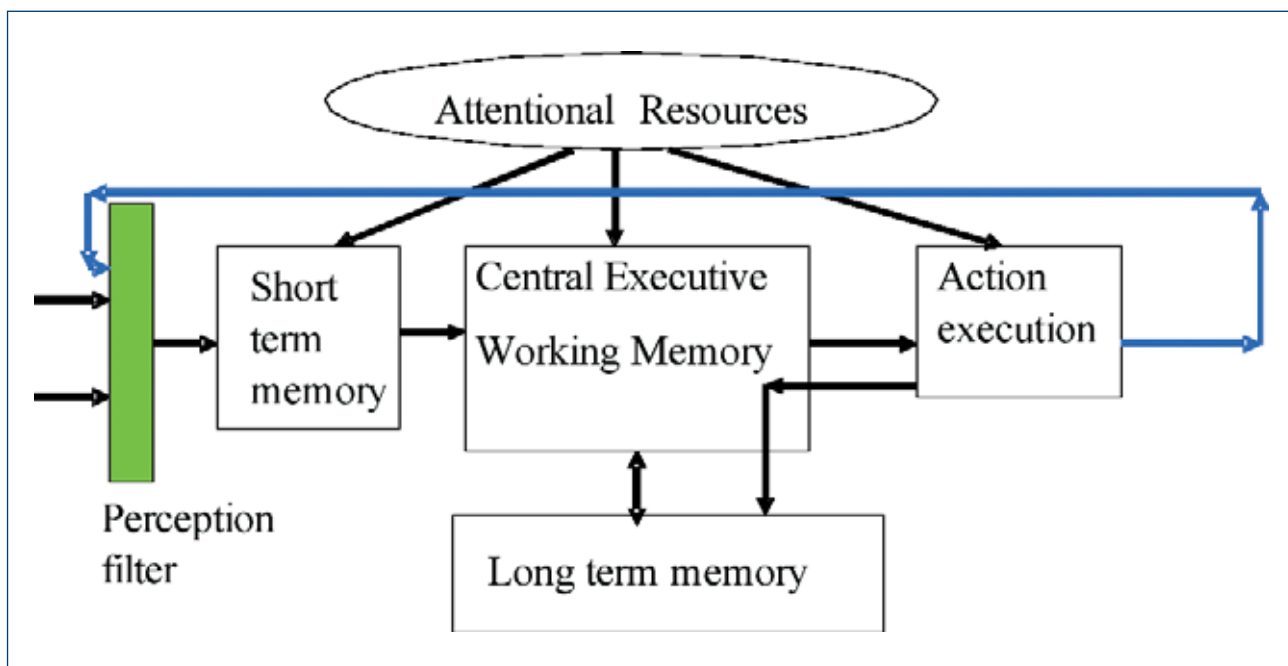 Attentional Resources
Short
term
memory
Central Executive
Working Memory
Action
execution
Perception
filter
Long term memory